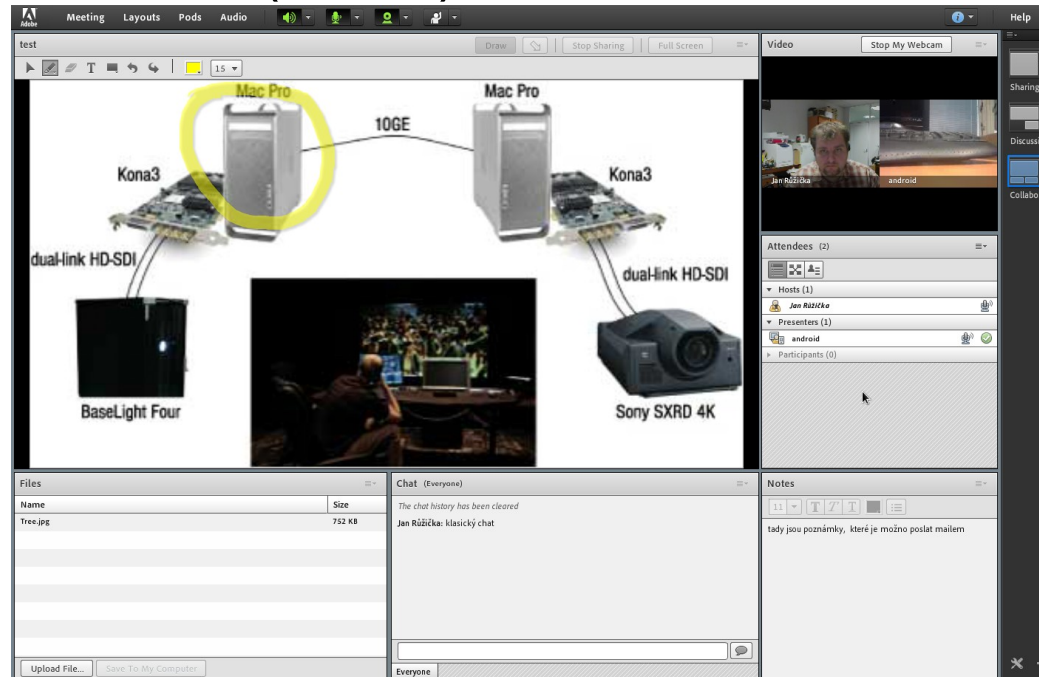 Adobe
Meeting Layouts Pods Audio Help
test Draw Stop Sharing Full Screen
T 15
Mac Pro Mac Pro
10GE
Kona3 Kona3
dual-link HD-SDI dual-link HD-SDI
BaseLight Four Sony SXRD 4K
Video Stop My Webcam
Jan Růžička android
Attendees (2)
Hosts (1)
Jan Růžička
Presenters (1)
android
Participants (0)
Sharing
Discussi
Collabo
Files
Name Size
Tree.jpg 752 KB
Upload File... Save To My Computer
Chat (Everyone)
The chat history has been cleared
Jan Růžička: klasický chat
Everyone
Notes
11 T T T
tady jsou poznámky, které je možno poslat mailem